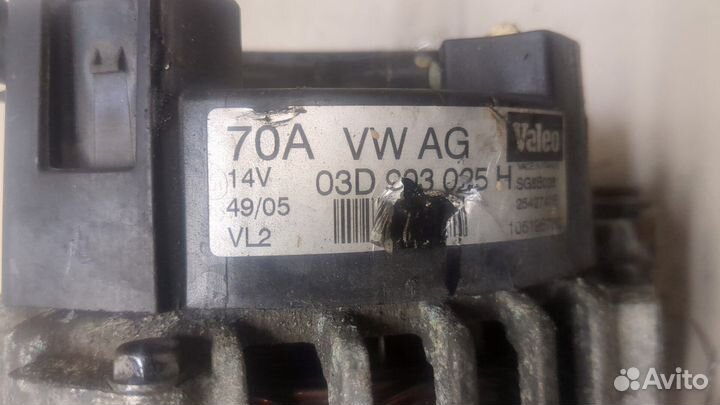 70A VW AG Valeo
14V 03D 903 025 H
49/05
VL2
Avito